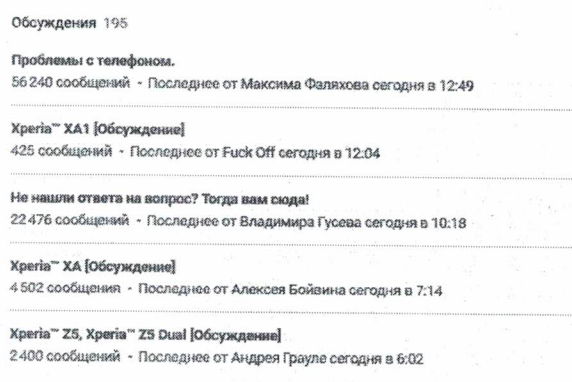 Обсуждения 195
Проблемы с телефоном.
56 240 сообщений - Последнее от Максима Фаляхова сегодня в 12:49
Xperia™ XA1 [Обсуждение]
425 сообщений - Последнее от Fuck Off сегодня в 12:04
Не нашли ответа на вопрос? Тогда вам сюда!
22 476 сообщений - Последнее от Владимира Гусева сегодня в 10:18
Xperia™ XA [Обсуждение]
4 502 сообщения - Последнее от Алексея Бойвина сегодня в 7:14
Xperia™ Z5, Xperia™ Z5 Dual [Обсуждение]
2 400 сообщений - Последнее от Андрея Грауле сегодня в 6:02